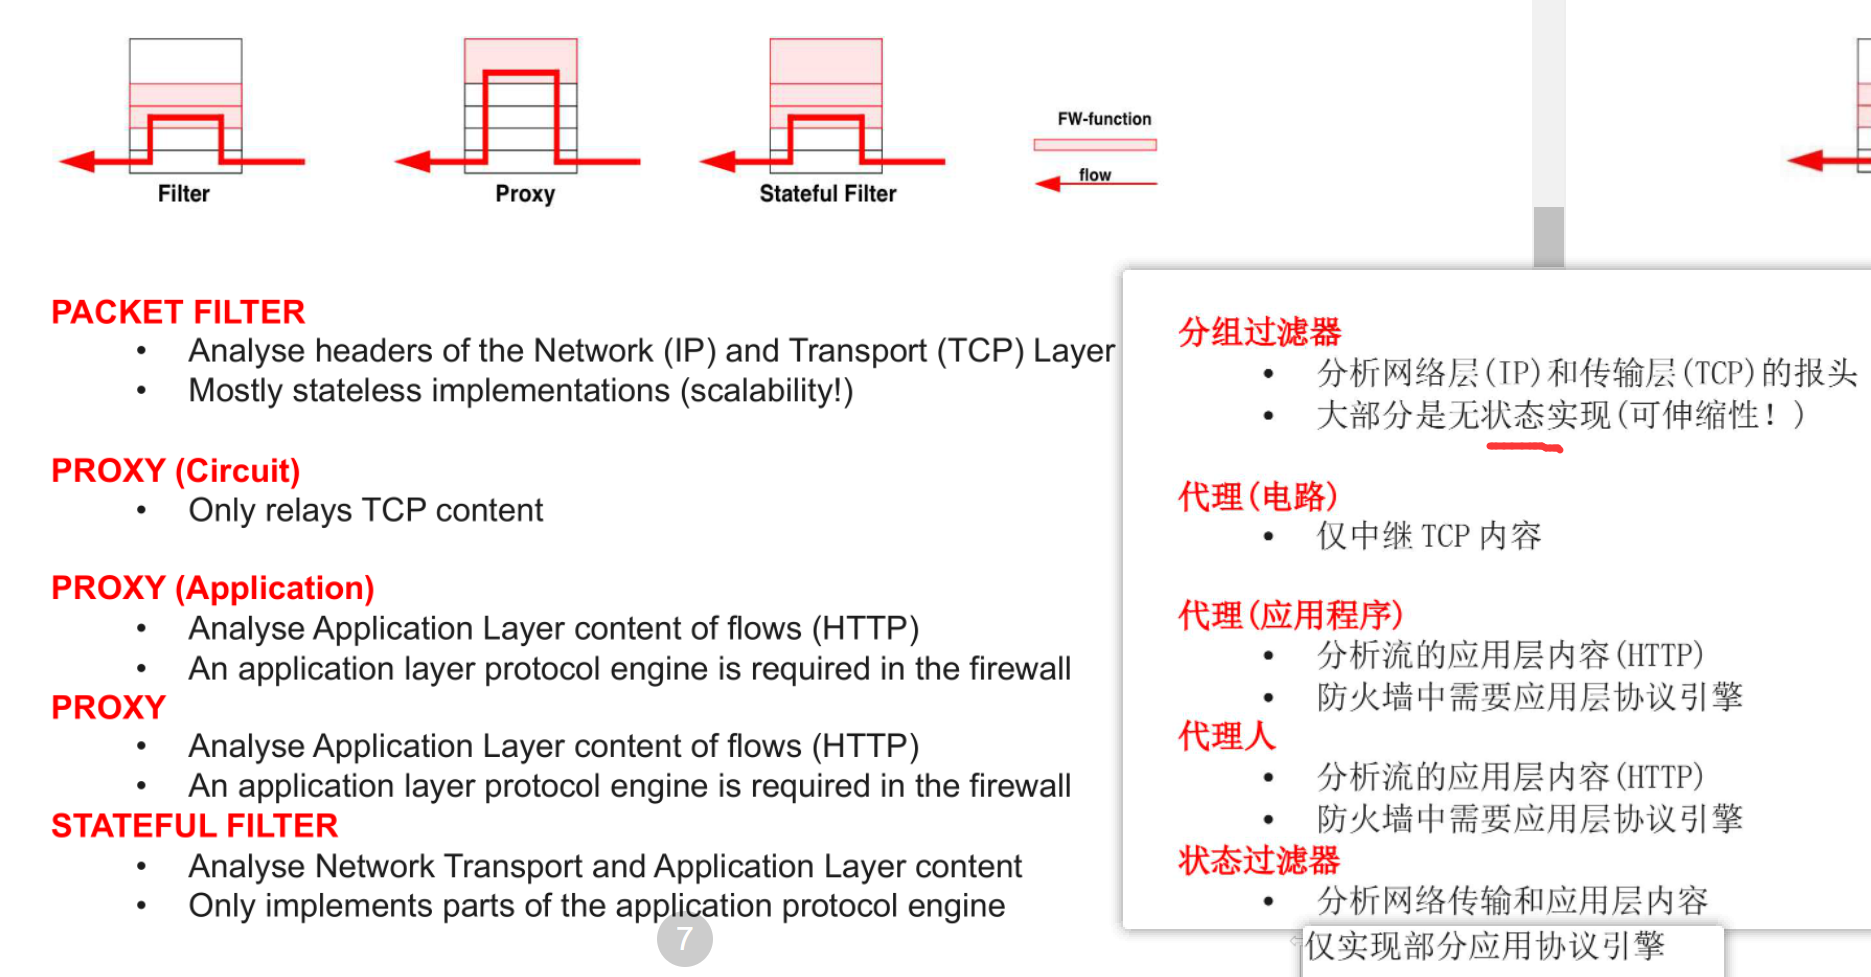 Filter
Proxy
Stateful Filter
FW-function
flow
PACKET FILTER
• Analyse headers of the Network (IP) and Transport (TCP) Layer
• Mostly stateless implementations (scalability!)
PROXY (Circuit)
• Only relays TCP content
PROXY (Application)
• Analyse Application Layer content of flows (HTTP)
• An application layer protocol engine is required in the firewall
PROXY
• Analyse Application Layer content of flows (HTTP)
• An application layer protocol engine is required in the firewall
STATEFUL FILTER
• Analyse Network Transport and Application Layer content
• Only implements parts of the application protocol engine
7
分组过滤器
• 分析网络层(IP)和传输层(TCP)的报头
• 大部分是无状态实现(可伸缩性！)
代理(电路)
• 仅中继 TCP 内容
代理(应用程序)
• 分析流的应用层内容(HTTP)
• 防火墙中需要应用层协议引擎
代理人
• 分析流的应用层内容(HTTP)
• 防火墙中需要应用层协议引擎
状态过滤器
• 分析网络传输和应用层内容
仅实现部分应用协议引擎